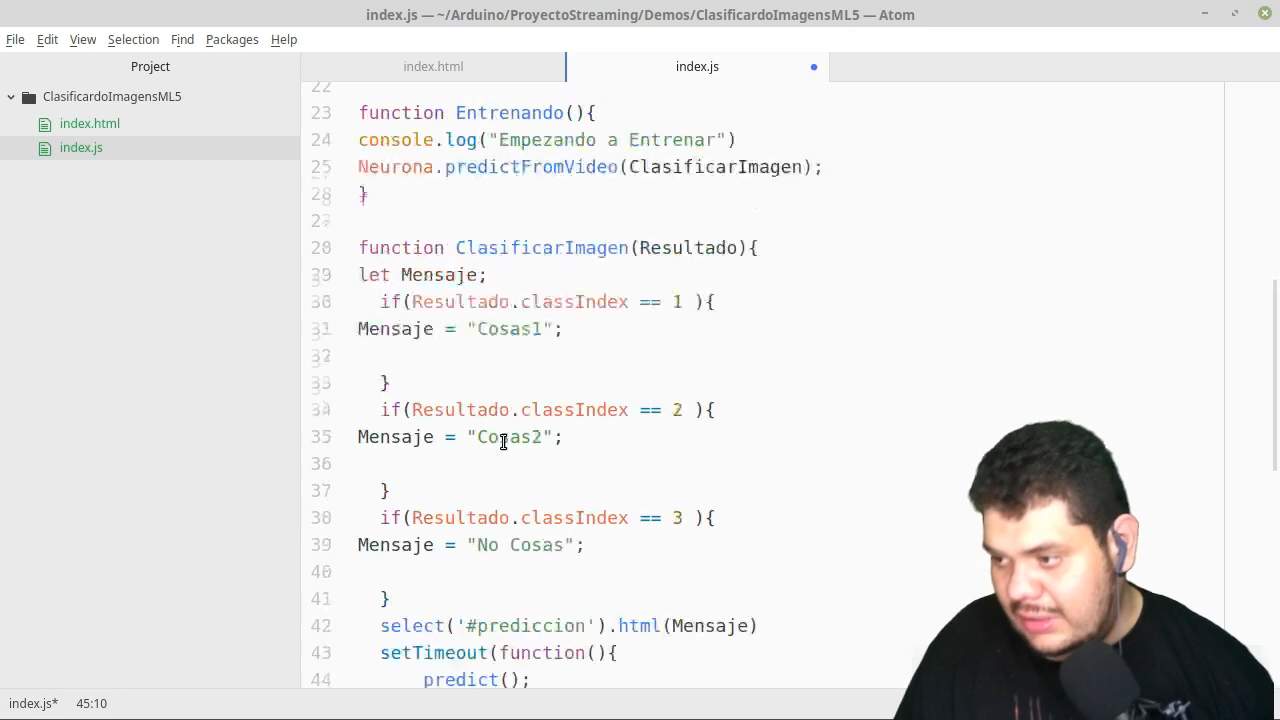 index.js — ~/Arduino/ProyectoStreaming/Demos/ClasificardoImagensML5 — Atom
File Edit View Selection Find Packages Help
Project
index.html
index.js
ClasificardoImagensML5
index.html
index.js
22
23 function Entrenando(){
24 console.log("Empezando a Entrenar")
25 Neurona.predictFromVideo(ClasificarImagen);
}
function ClasificarImagen(Resultado){
let Mensaje;
if(Resultado.classIndex == 1 ){
Mensaje = "Cosas1";
}
if(Resultado.classIndex == 2 ){
35 Mensaje = "Cosas2";
36
37 }
38 if(Resultado.classIndex == 3 ){
39 Mensaje = "No Cosas";
40
41 }
42 select('#prediccion').html(Mensaje)
43 setTimeout(function(){
44 predict();
index.js* 45:10